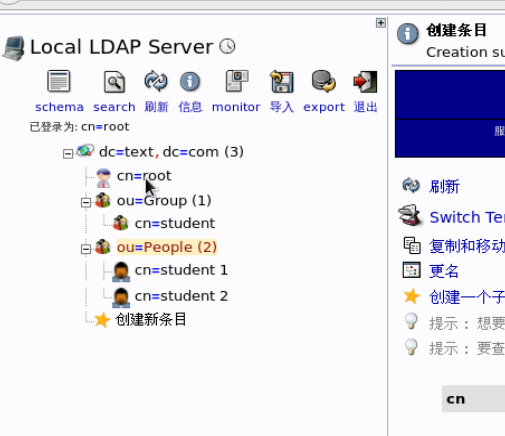 Local LDAP Server
schema search 刷新 信息 monitor 导入 export 退出
已登录为: cn=root
dc=text, dc=com (3)
cn=root
ou=Group (1)
cn=student
ou=People (2)
cn=student 1
cn=student 2
创建新条目
创建条目
Creation su
服
刷新
Switch Te
复制和移动
更名
创建一个子
提示： 想要
提示： 要查
cn